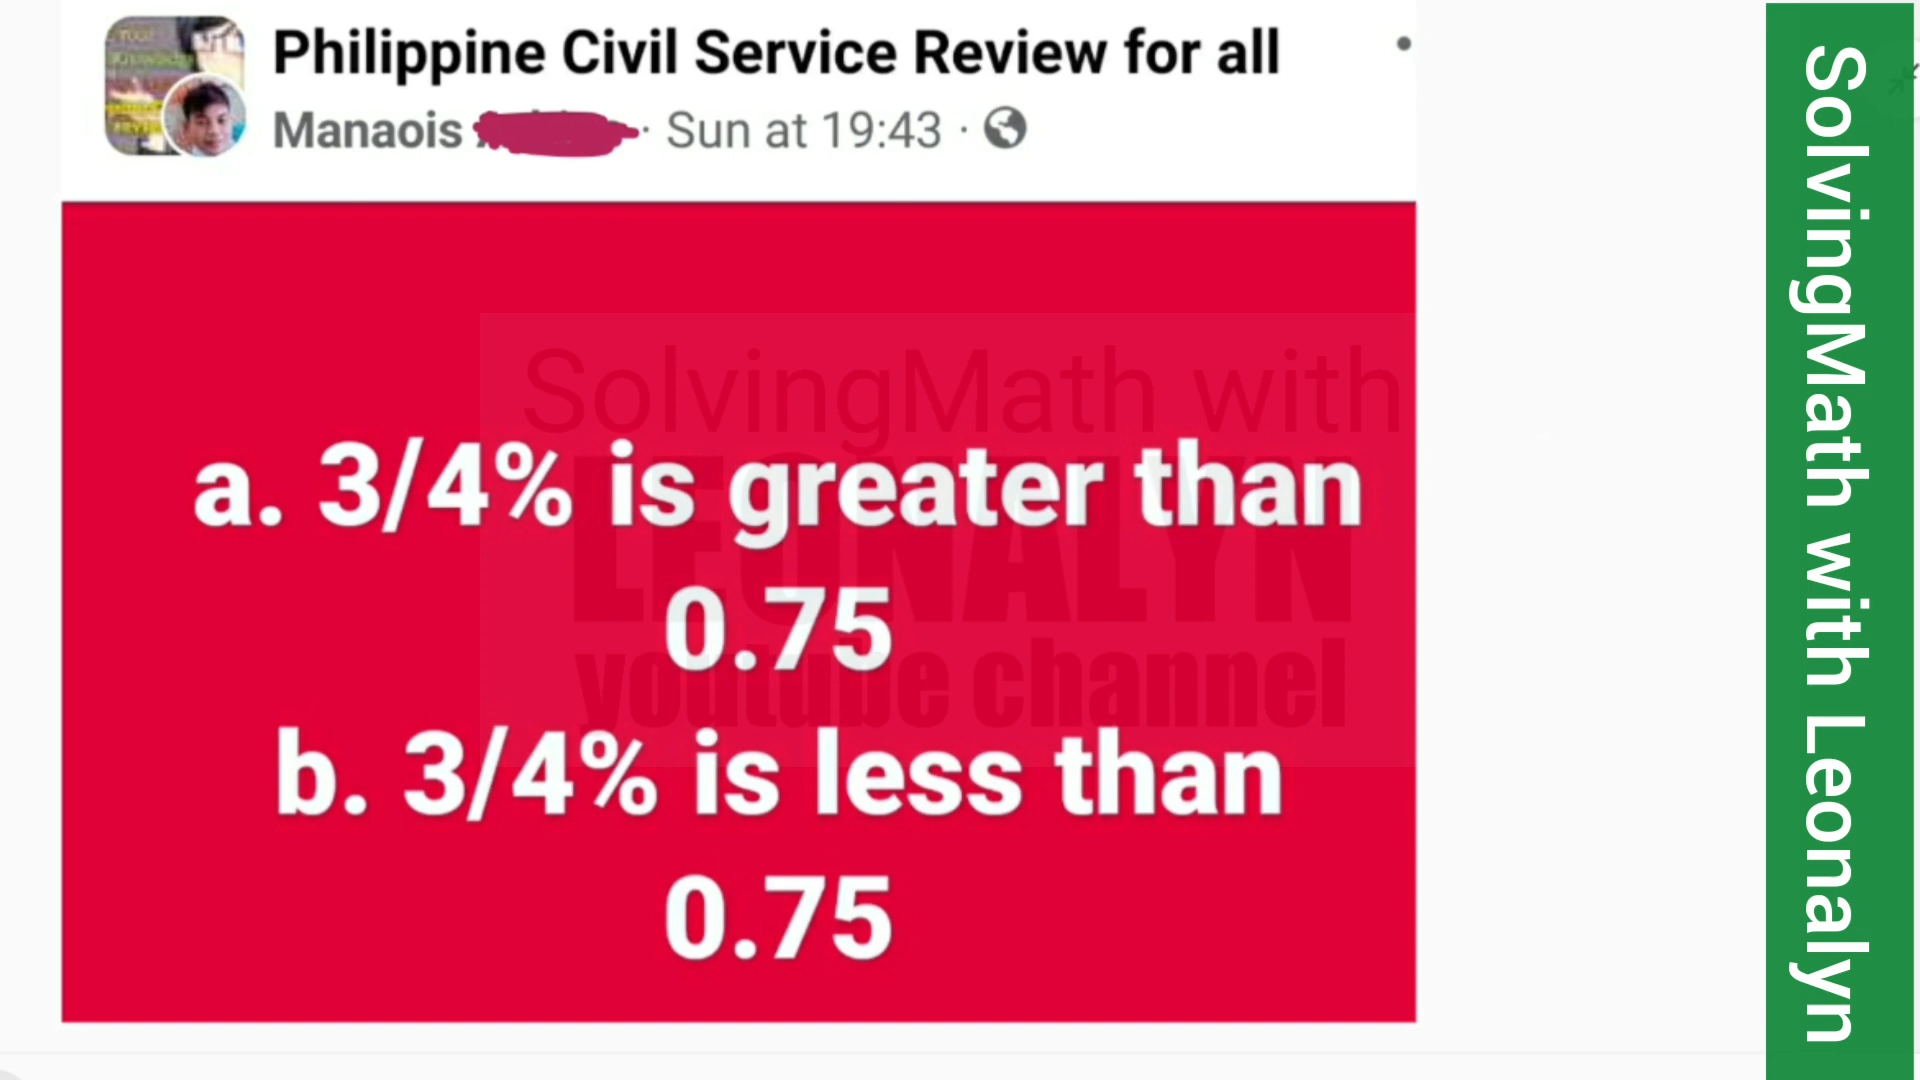 Philippine Civil Service Review for all
Manaois · Sun at 19:43 ·
SolvingMath with
LEONALYN
youtube channel
a. 3/4% is greater than
0.75
b. 3/4% is less than
0.75
SolvingMath with Leonalyn